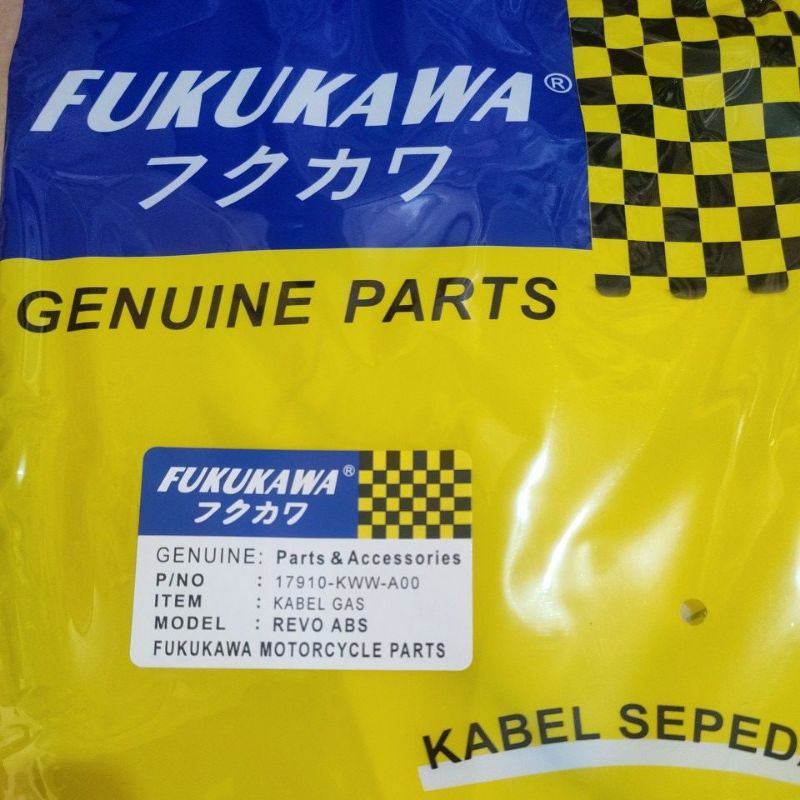 FUKUKAWA®
フクカワ
GENUINE PARTS
FUKUKAWA®
フクカワ
GENUINE: Parts & Accessories
P/NO : 17910-KWW-A00
ITEM : KABEL GAS
MODEL : REVO ABS
FUKUKAWA MOTORCYCLE PARTS
KABEL